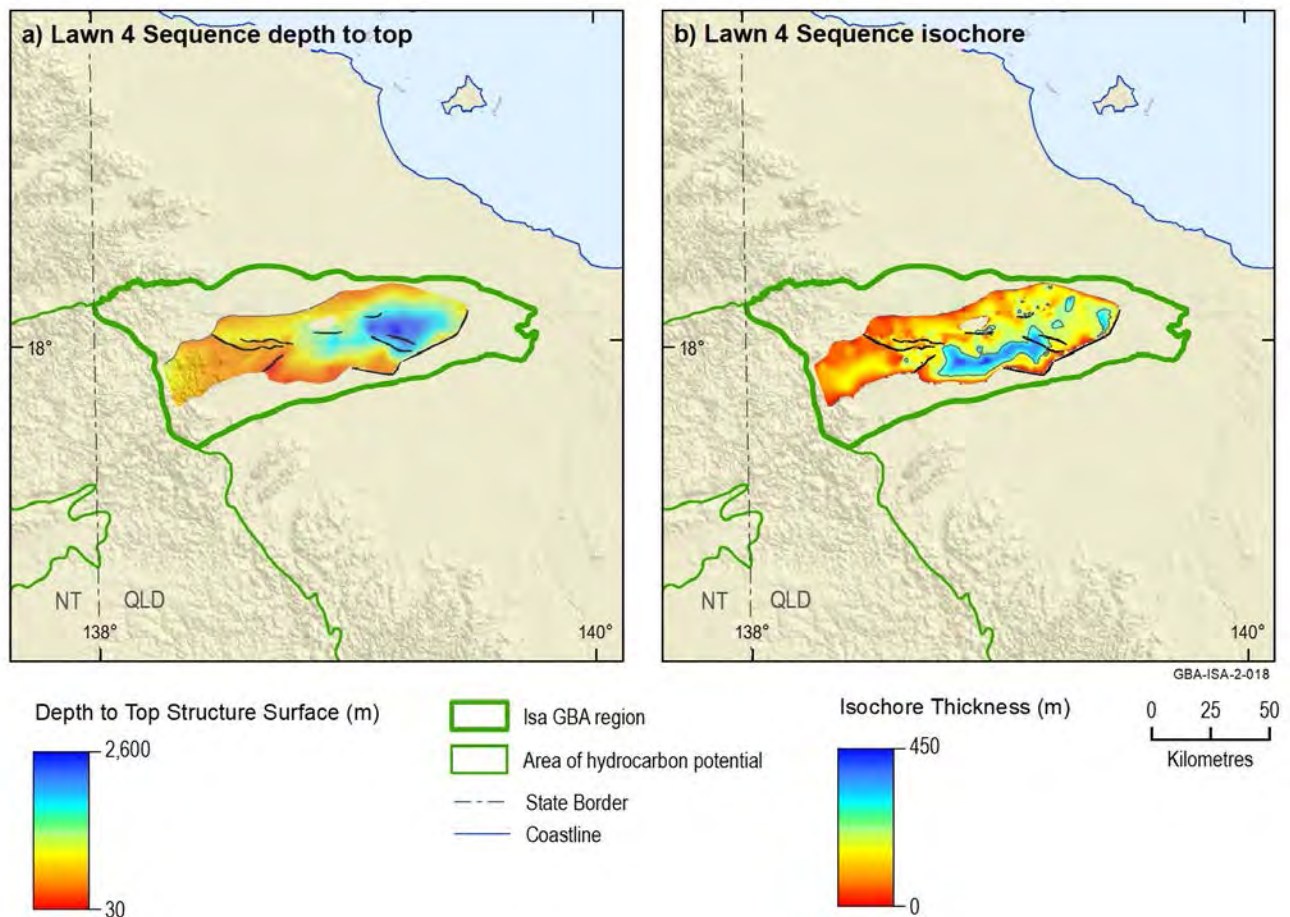 a) Lawn 4 Sequence depth to top
18°
NT
QLD
138°
140°
b) Lawn 4 Sequence isochore
18°
NT
QLD
138°
140°
GBA-ISA-2-018
Depth to Top Structure Surface (m)
2,600
30
Isa GBA region
Area of hydrocarbon potential
State Border
Coastline
Isochore Thickness (m)
450
0
0 25 50
Kilometres